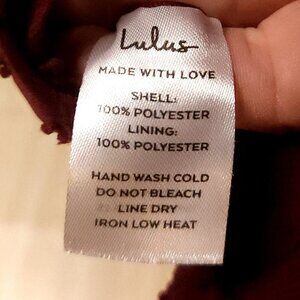 Lulus
MADE WITH LOVE
SHELL:
100% POLYESTER
LINING:
100% POLYESTER
HAND WASH COLD
DO NOT BLEACH
LINE DRY
IRON LOW HEAT